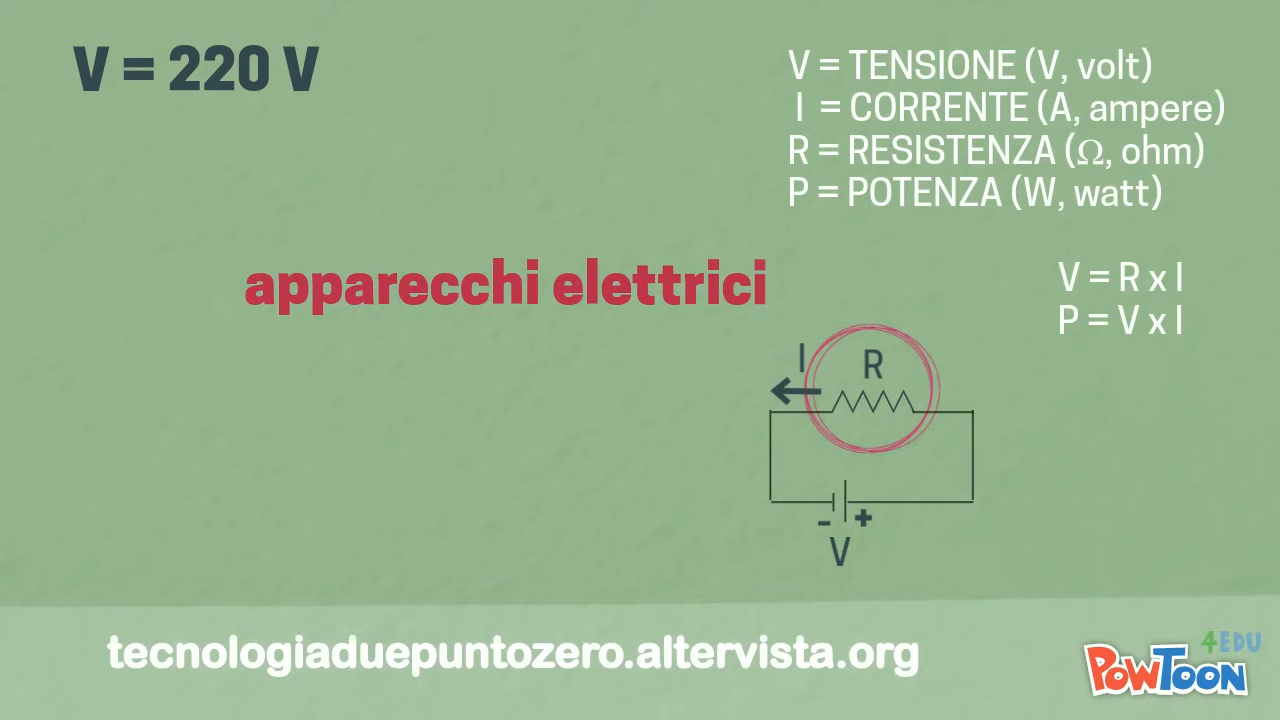 V = 220 V
V = TENSIONE (V, volt)
I = CORRENTE (A, ampere)
R = RESISTENZA (Ω, ohm)
P = POTENZA (W, watt)
apparecchi elettrici
V = R x I
P = V x I
I
R
- +
V
tecnologiaduepuntozero.altervista.org
4EDU
POWTOON